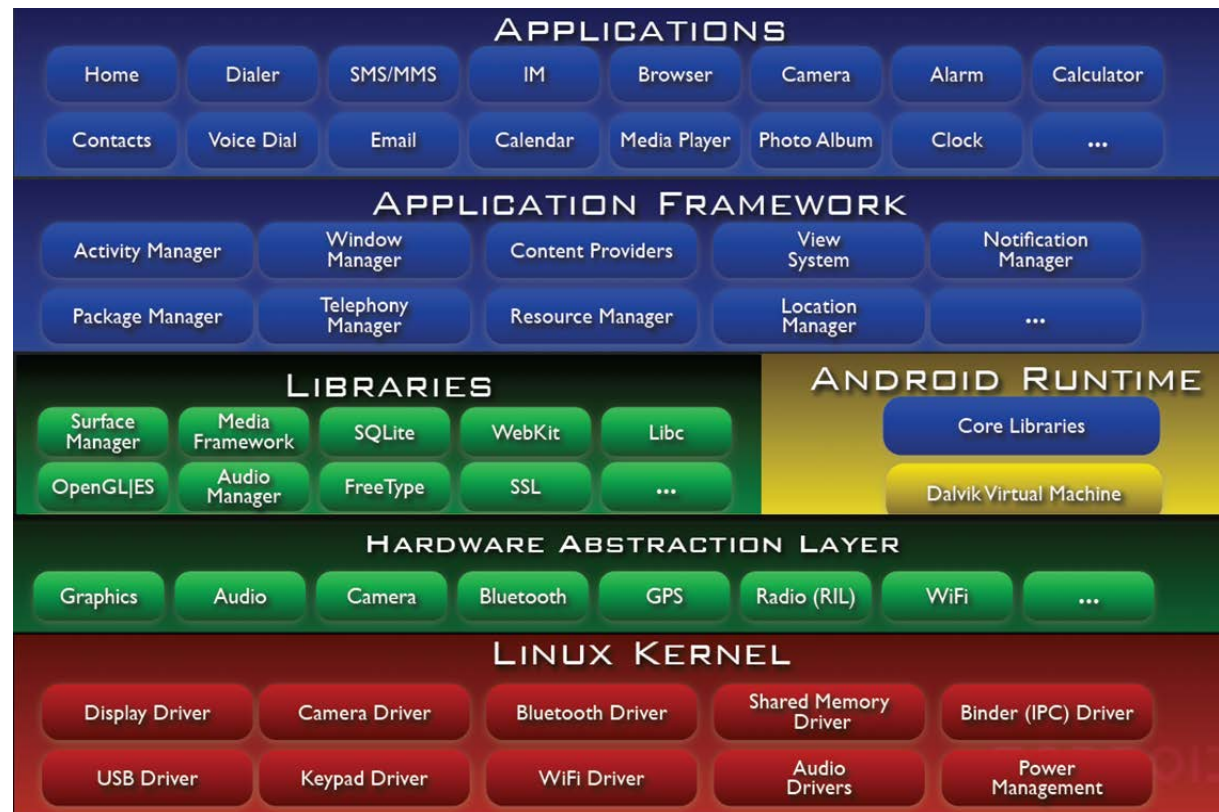 APPLICATIONS
Home Dialer SMS/MMS IM Browser Camera Alarm Calculator
Contacts Voice Dial Email Calendar Media Player Photo Album Clock ...
APPLICATION FRAMEWORK
Activity Manager Window Manager Content Providers View System Notification Manager
Package Manager Telephony Manager Resource Manager Location Manager ...
LIBRARIES
ANDROID RUNTIME
Surface Manager Media Framework SQLite WebKit Libc
Core Libraries
OpenGL|ES Audio Manager FreeType SSL ...
Dalvik Virtual Machine
HARDWARE ABSTRACTION LAYER
Graphics Audio Camera Bluetooth GPS Radio (RIL) WiFi ...
LINUX KERNEL
Display Driver Camera Driver Bluetooth Driver Shared Memory Driver Binder (IPC) Driver
USB Driver Keypad Driver WiFi Driver Audio Drivers Power Management